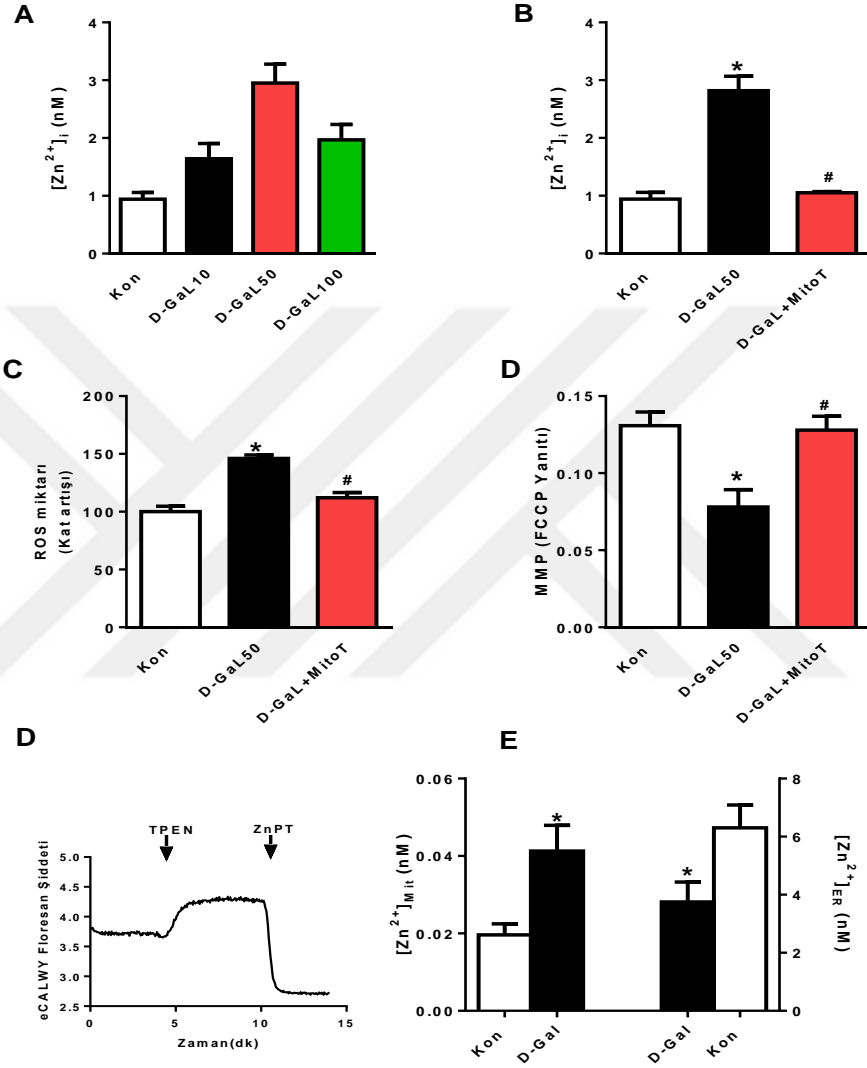 A
[Zn2+]i (nM)
4
3
2
1
0
Kon
D-GaL10
D-GaL50
D-GaL100
B
[Zn2+]i (nM)
4
3
2
1
0
*
#
Kon
D-GaL50
D-GaL+MitoT
C
ROS miktarı
(Kat artışı)
200
150
100
50
0
*
#
Kon
D-GaL50
D-GaL+MitoT
D
MMP (FCCP Yanıtı)
0.15
0.10
0.05
0.00
*
#
Kon
D-GaL50
D-GaL+MitoT
D
eCALWY Floresan Şiddeti
5.0
4.5
4.0
3.5
3.0
2.5
TPEN
ZnPT
0
5
10
15
Zaman(dk)
E
[Zn2+]Mit (nM)
0.06
0.04
0.02
0.00
*
*
Kon
D-Gal
D-Gal
Kon
8
6
4
2
0
[Zn2+]ER (nM)